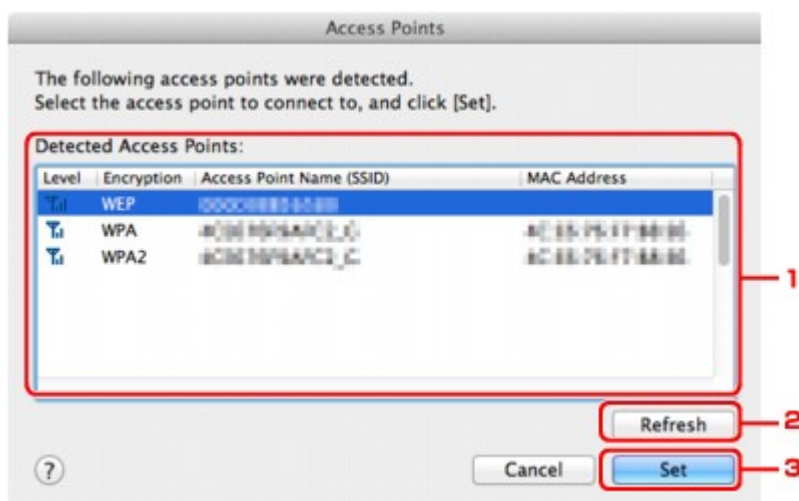 Access Points
The following access points were detected.
Select the access point to connect to, and click [Set].
Detected Access Points:
Level Encryption Access Point Name (SSID) MAC Address
WEP
WPA
WPA2
1
Refresh
2
?
Cancel
Set
3